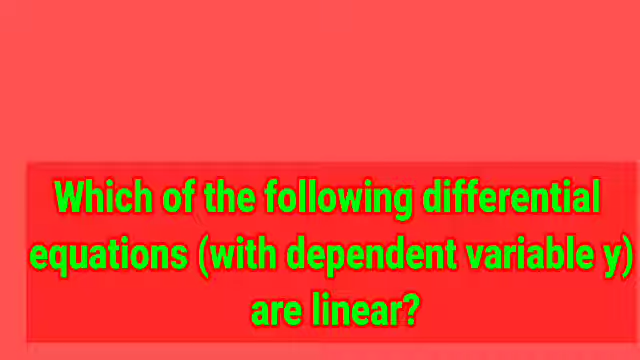 Which of the following differential
equations (with dependent variable y)
are linear?